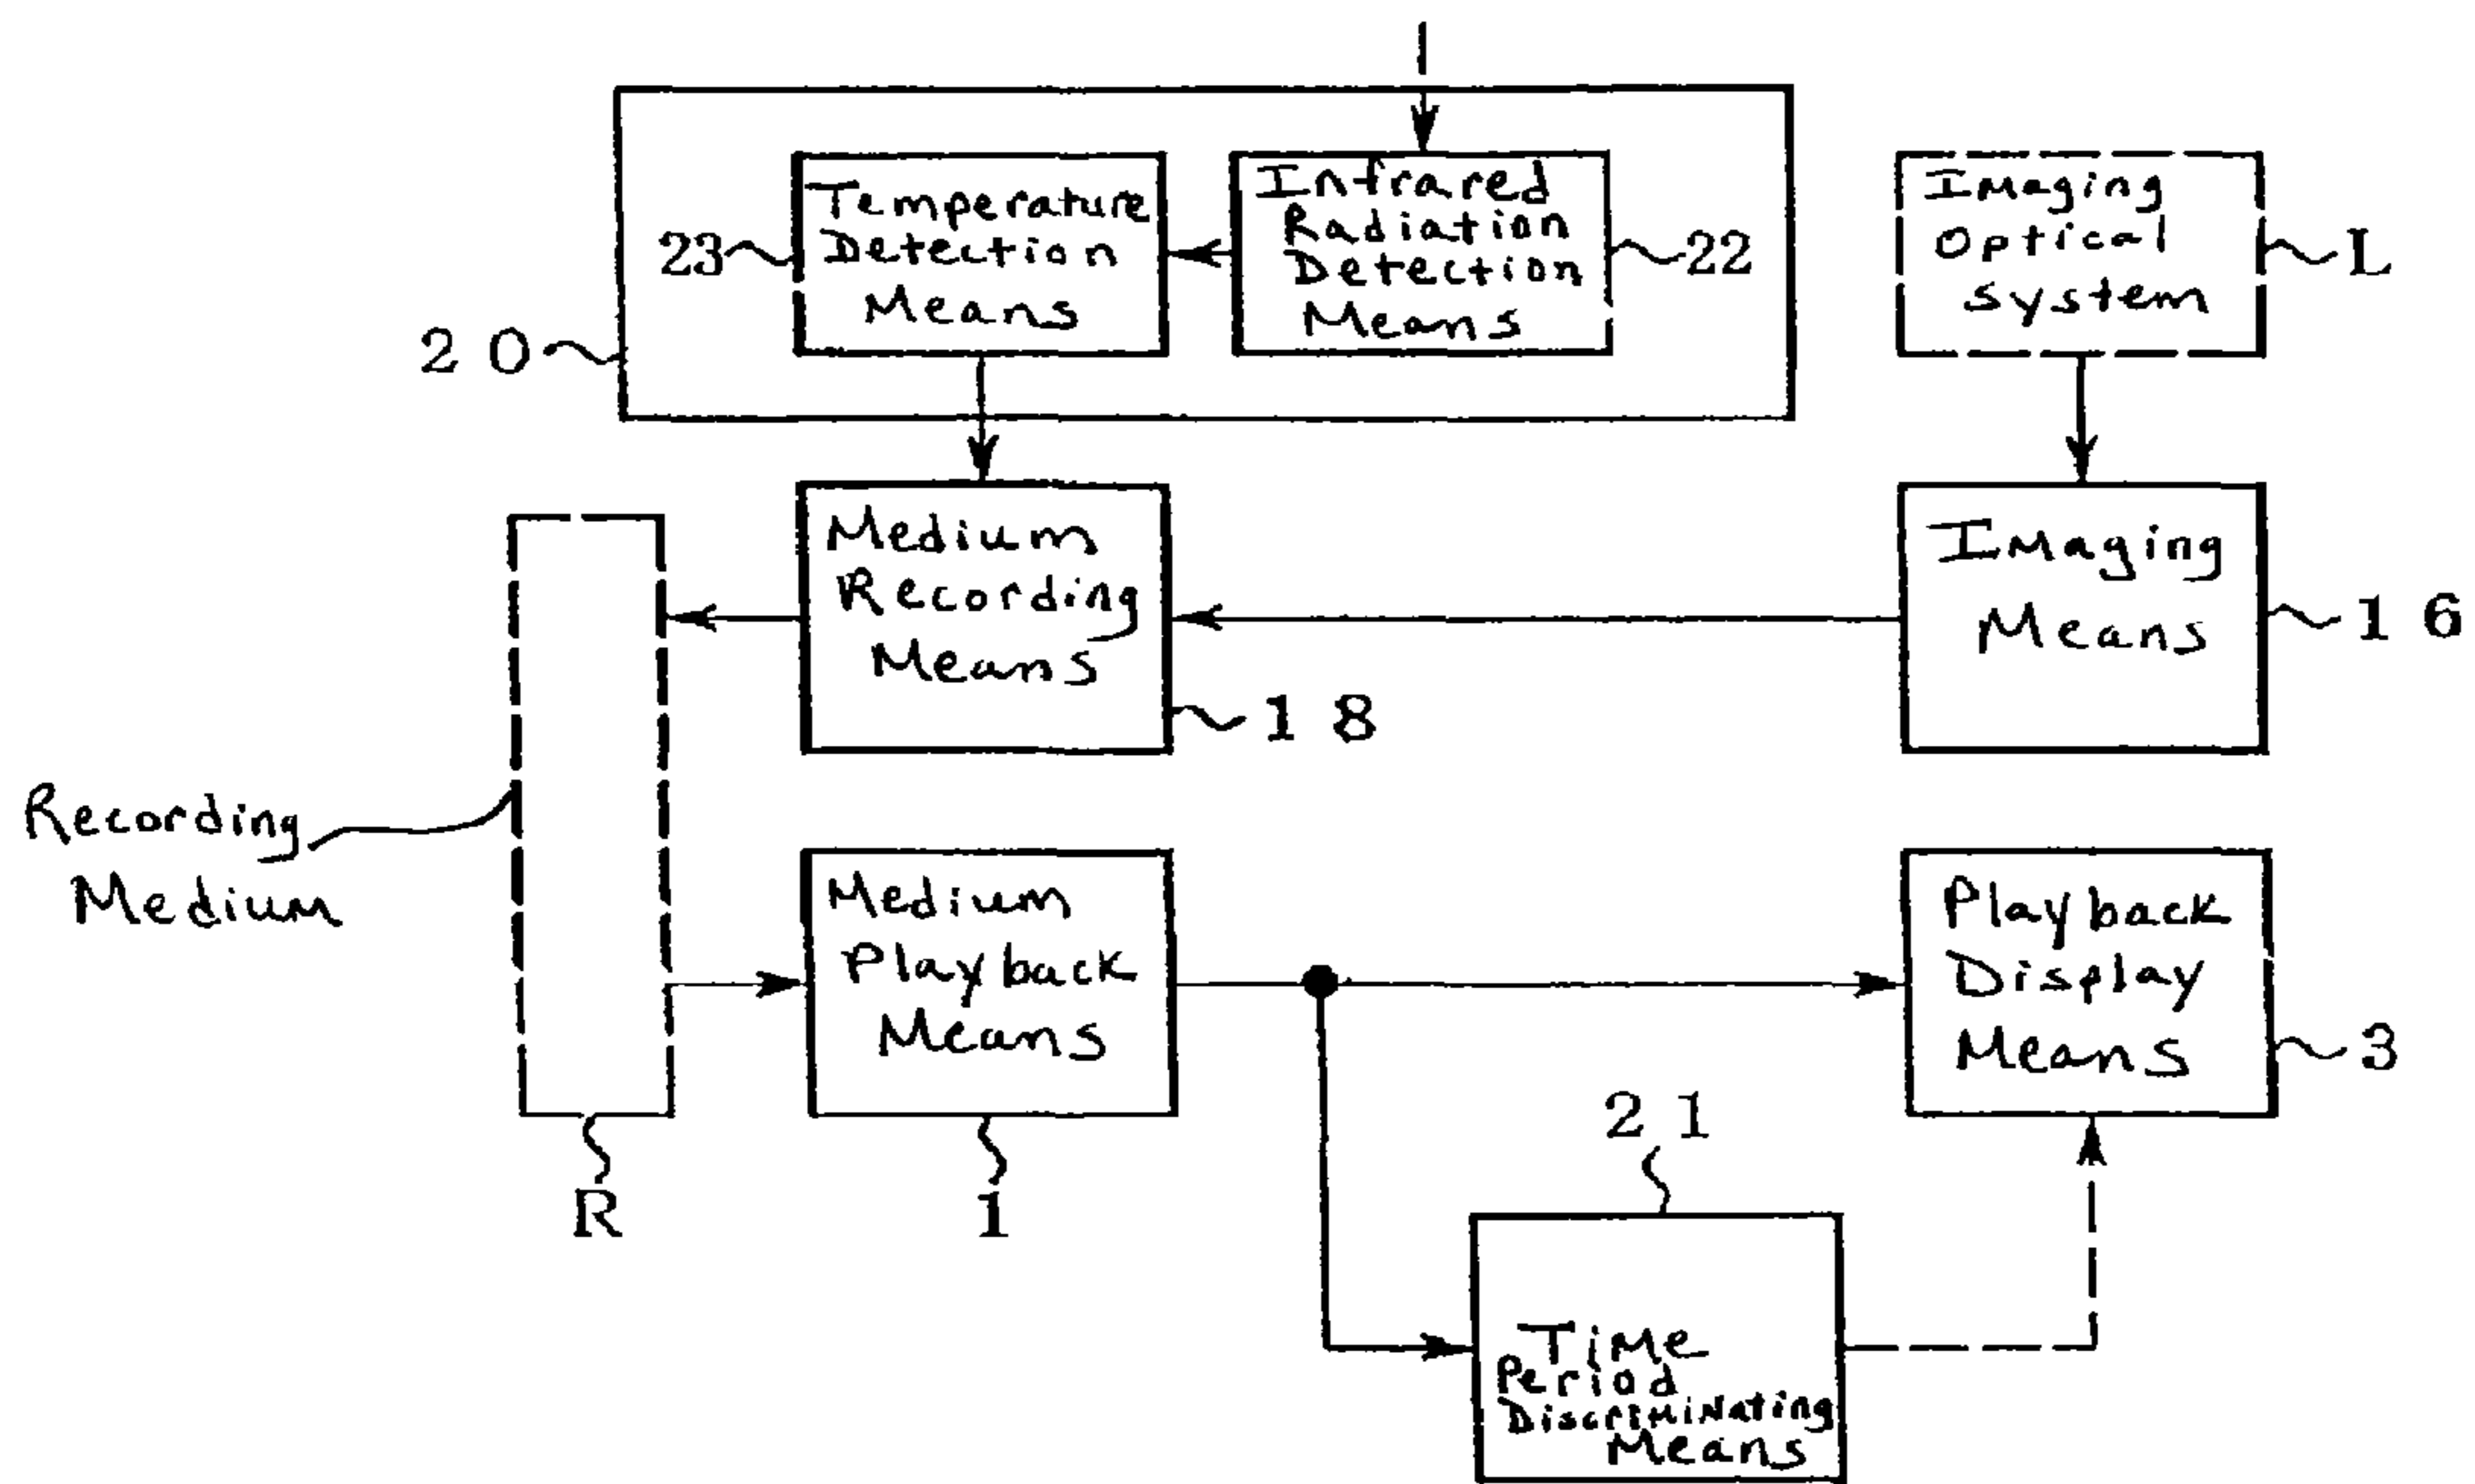 Temperature
Detection
Means
23
Infrared
Radiation
Detection
Means
22
20
Imaging
Optical
system
L
Medium
Recording
Means
18
Imaging
Means
16
Recording
Medium
R
Medium
Playback
Means
1
Playback
Display
Means
3
21
Time
Period
Discriminating
Means